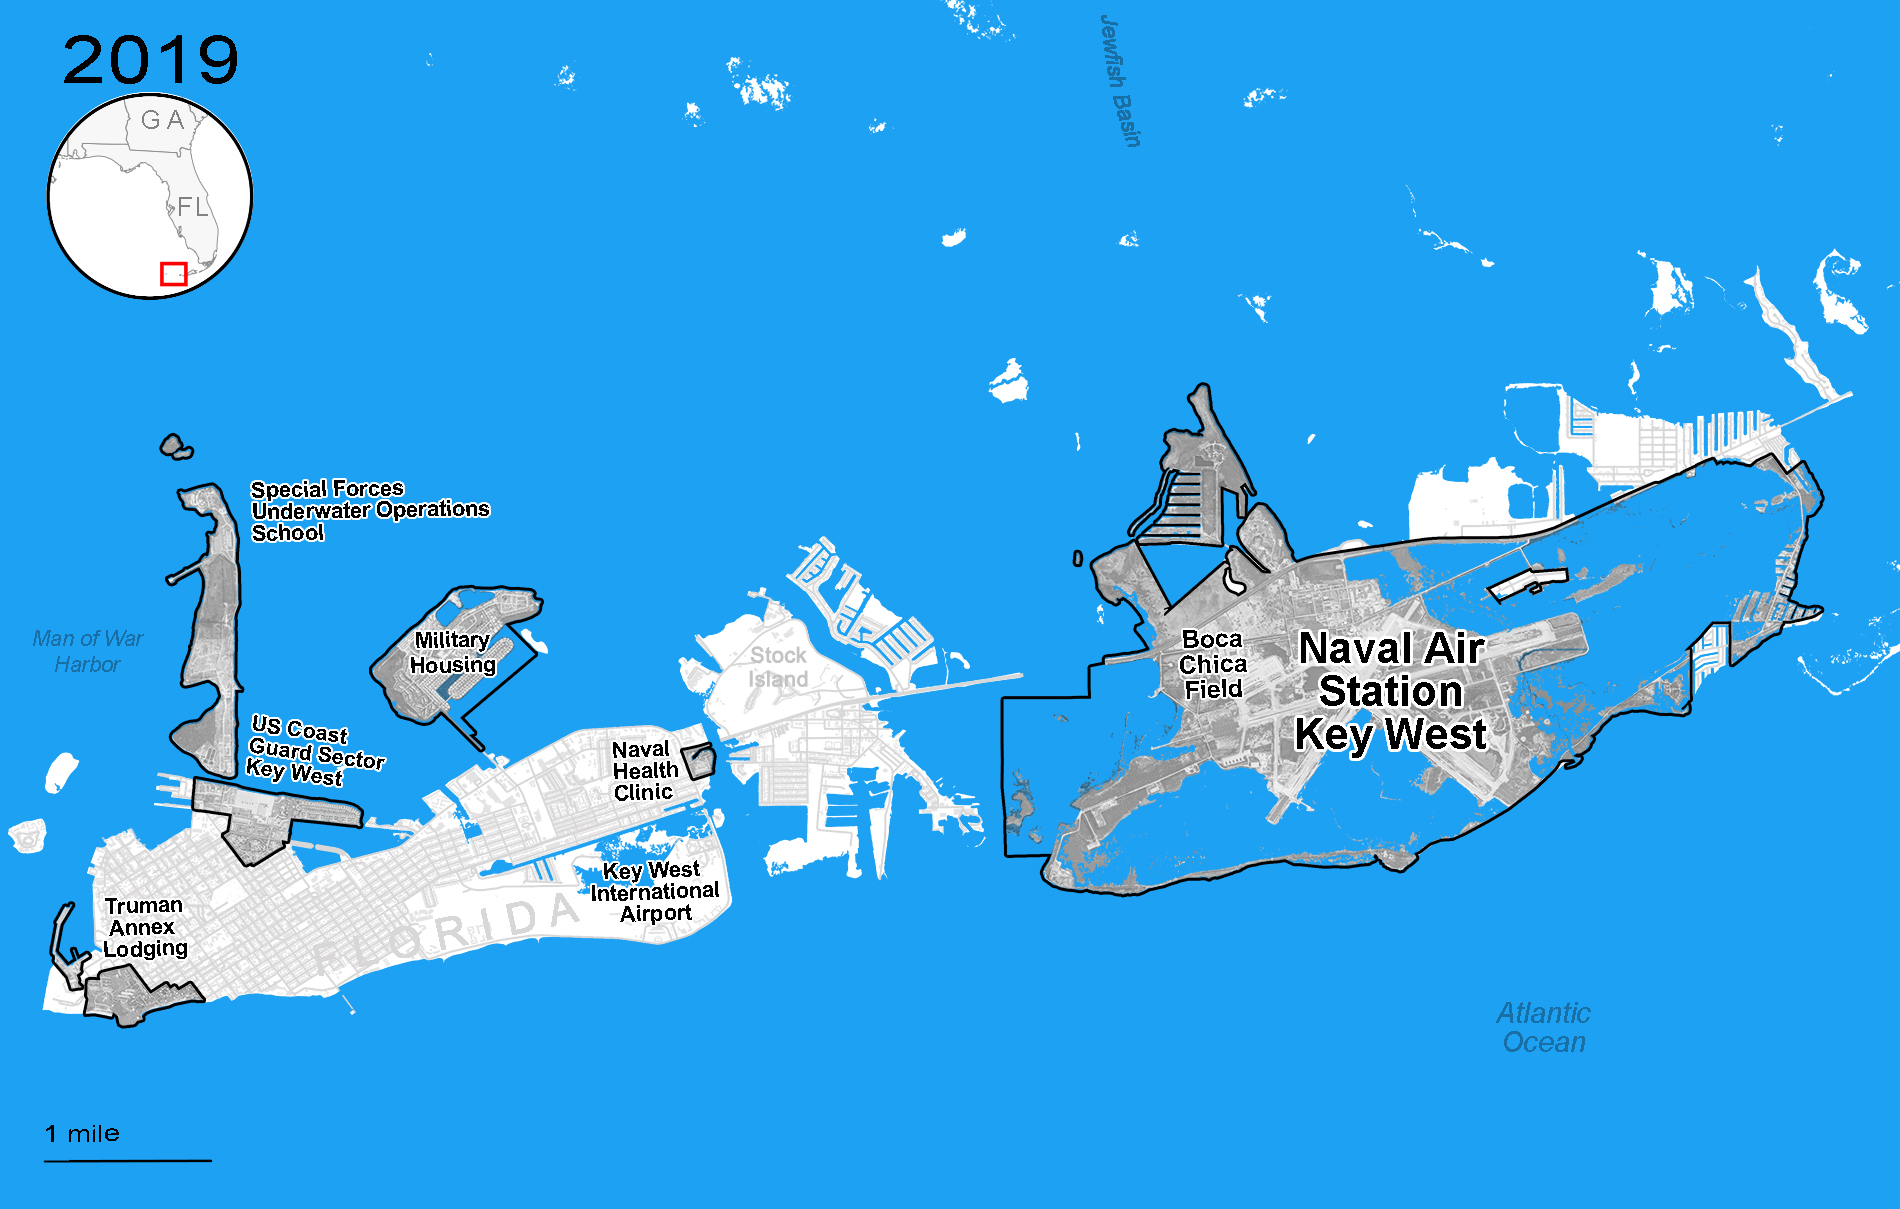 2019
GA
FL
Jewfish Basin
Special Forces
Underwater Operations
School
Man of War
Harbor
Military
Housing
Stock
Island
Boca
Chica
Field
Naval Air
Station
Key West
US Coast
Guard Sector
Key West
Naval
Health
Clinic
Key West
International
Airport
Truman
Annex
Lodging
FLORIDA
Atlantic
Ocean
1 mile